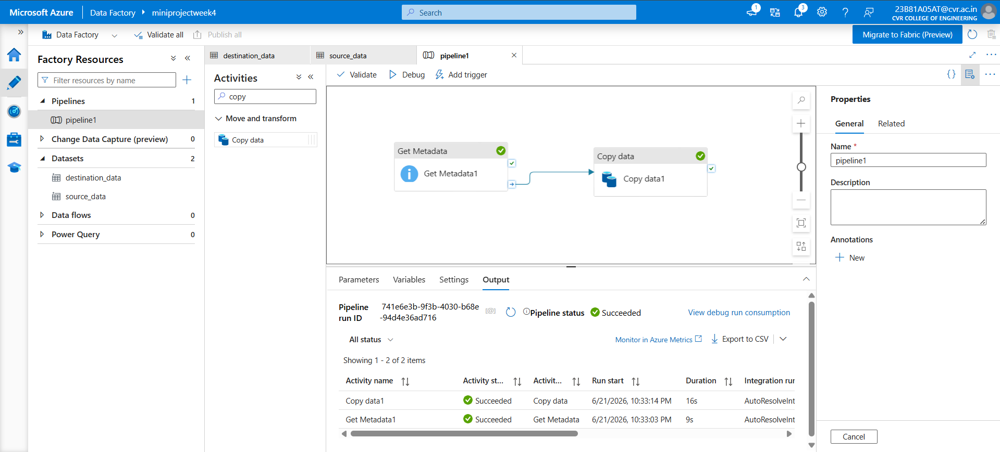 Microsoft Azure
Data Factory
miniprojectweek4
Search
1
3
23B81A05AT@cvr.ac.in
CVR COLLEGE OF ENGINEERING
Data Factory
Validate all
Publish all
Migrate to Fabric (Preview)
Factory Resources
Filter resources by name
Pipelines 1
pipeline1
Change Data Capture (preview) 0
Datasets 2
destination_data
source_data
Data flows 0
Power Query 0
destination_data
source_data
pipeline1
Activities
copy
Move and transform
Copy data
Validate
Debug
Add trigger
Get Metadata
Get Metadata1
Copy data
Copy data1
Parameters
Variables
Settings
Output
Pipeline
run ID
741e6e3b-9f3b-4030-b68e
-94d4e36ad716
[@]
Pipeline status
Succeeded
View debug run consumption
All status
Monitor in Azure Metrics
Export to CSV
Showing 1 - 2 of 2 items
Activity name Activity st... Activit... Run start Duration Integration run
Copy data1 Succeeded Copy data 6/21/2026, 10:33:14 PM 16s AutoResolveInt
Get Metadata1 Succeeded Get Metadata 6/21/2026, 10:33:03 PM 9s AutoResolveInt
Properties
General
Related
Name *
pipeline1
Description
Annotations
New
Cancel